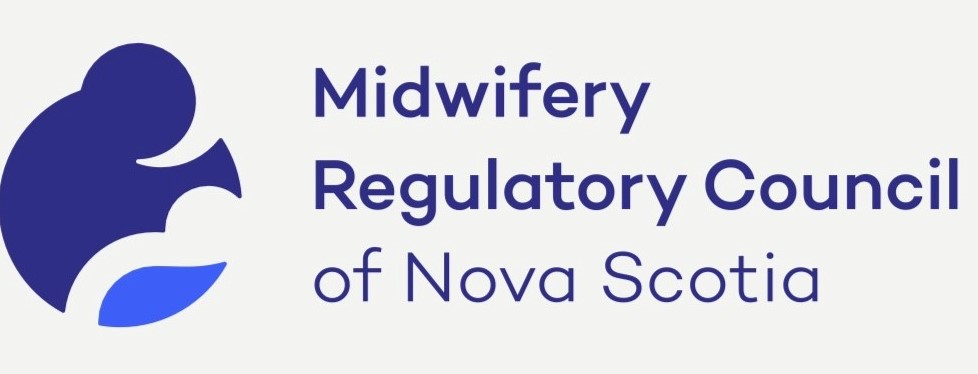 Midwifery
Regulatory Council
of Nova Scotia